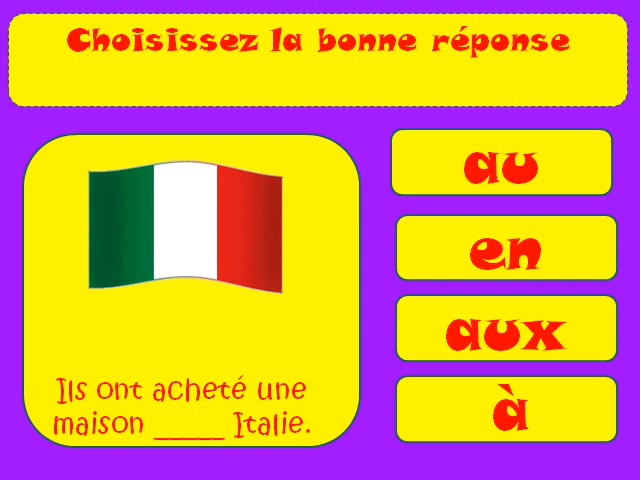 Choisissez la bonne réponse
Ils ont acheté une
maison _____ Italie.
au
en
aux
à